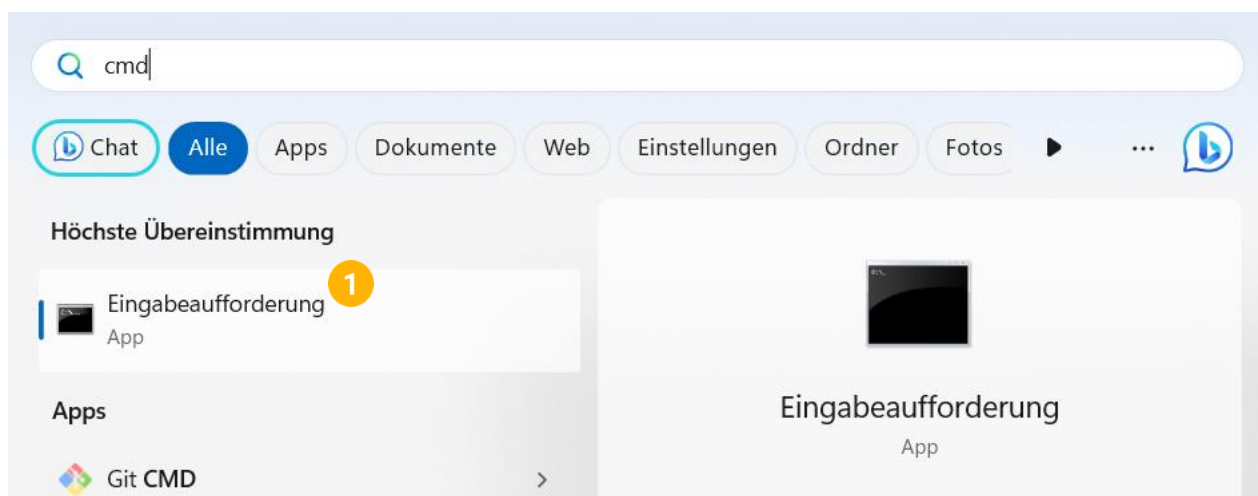 cmd
Chat Alle Apps Dokumente Web Einstellungen Ordner Fotos ...
Höchste Übereinstimmung
1
Eingabeaufforderung
App
Eingabeaufforderung
App
Apps
Git CMD